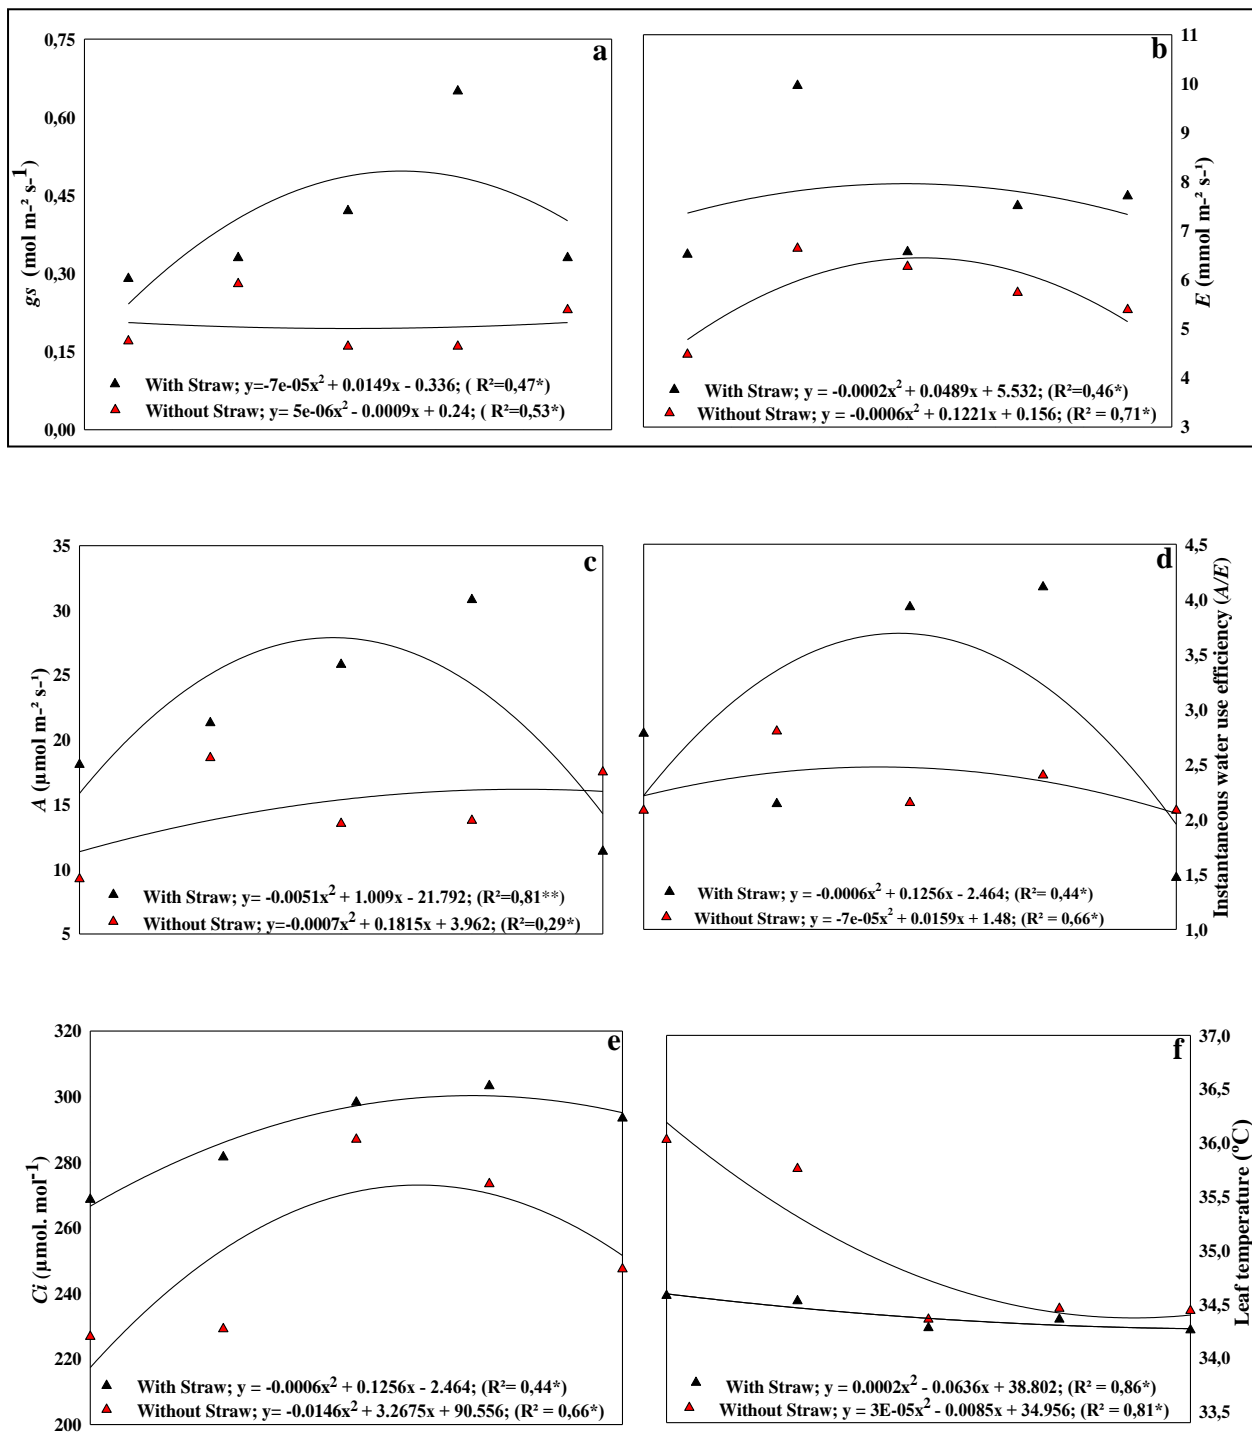 a
0,75
0,60
0,45
0,30
0,15
0,00
gs (mol m-² s-1)
With Straw; y=-7e-05x2 + 0.0149x - 0.336; ( R²=0,47*)
Without Straw; y= 5e-06x2 - 0.0009x + 0.24; ( R²=0,53*)
b
11
10
9
8
7
6
5
4
3
E (mmol m-² s-¹)
With Straw; y = -0.0002x2 + 0.0489x + 5.532; (R²=0,46*)
Without Straw; y = -0.0006x2 + 0.1221x + 0.156; (R² = 0,71*)
c
35
30
25
20
15
10
5
A (µmol m-² s-¹)
With Straw; y= -0.0051x2 + 1.009x - 21.792; (R²=0,81**)
Without Straw; y=-0.0007x2 + 0.1815x + 3.962; (R²=0,29*)
d
4,5
4,0
3,5
3,0
2,5
2,0
1,5
1,0
Instantaneous water use efficiency (A/E)
With Straw; y = -0.0006x2 + 0.1256x - 2.464; (R²= 0,44*)
Without Straw; y = -7e-05x2 + 0.0159x + 1.48; (R² = 0,66*)
e
320
300
280
260
240
220
200
Ci (µmol. mol-1)
With Straw; y = -0.0006x2 + 0.1256x - 2.464; (R²= 0,44*)
Without Straw; y= -0.0146x2 + 3.2675x + 90.556; (R² = 0,66*)
f
37,0
36,5
36,0
35,5
35,0
34,5
34,0
33,5
Leaf temperature (ºC)
With Straw; y = 0.0002x2 - 0.0636x + 38.802; (R² = 0,86*)
Without Straw; y = 3E-05x2 - 0.0085x + 34.956; (R² = 0,81*)